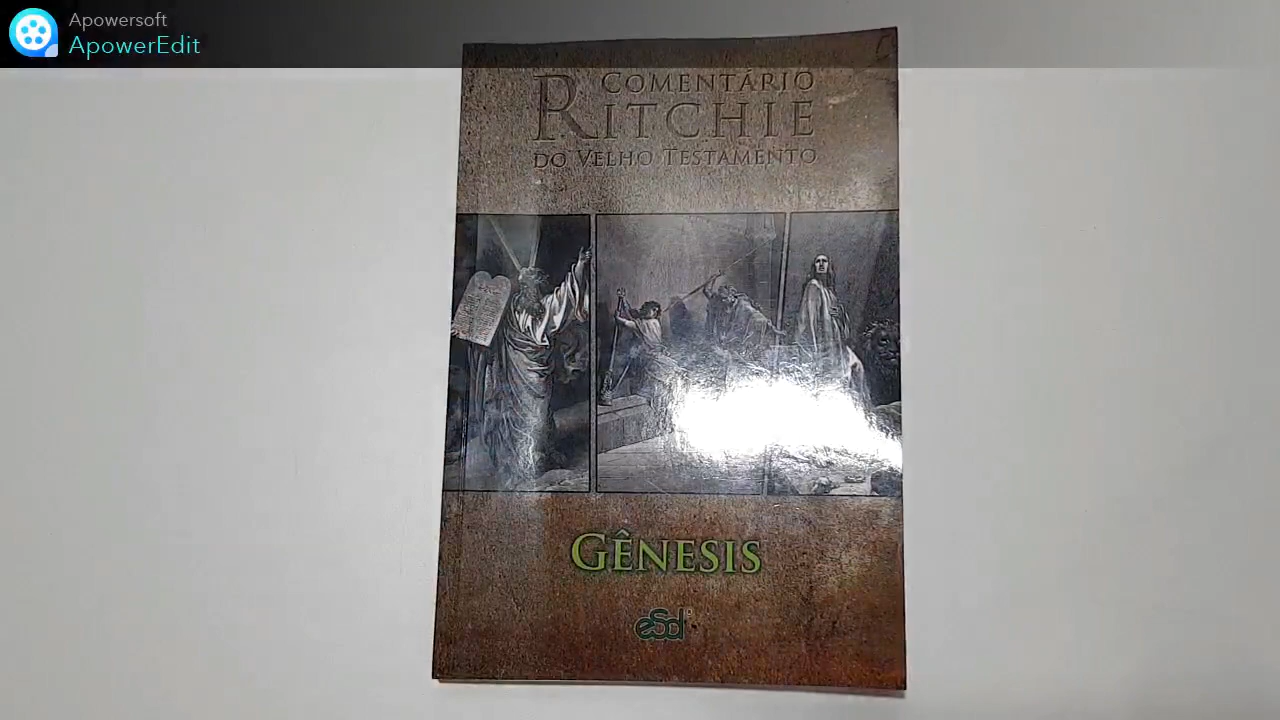 Apowersoft
ApowerEdit
COMENTÁRIO
RITCHIE
DO VELHO TESTAMENTO
GÊNESIS
esd